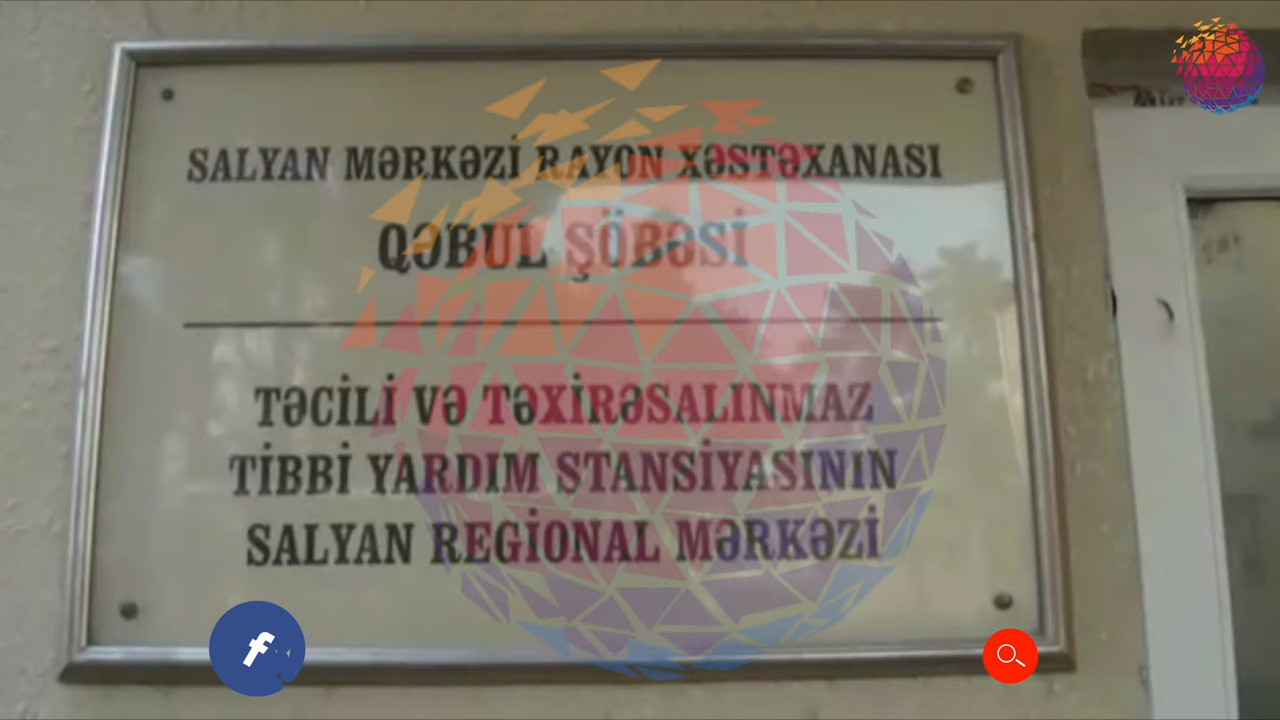 SALYAN MƏRKƏZİ RAYON XƏSTƏXANASI
QƏBUL ŞÖBƏSİ
TƏCİLİ VƏ TƏXİRƏSALINMAZ
TİBBİ YARDIM STANSİYASININ
SALYAN REGİONAL MƏRKƏZİ